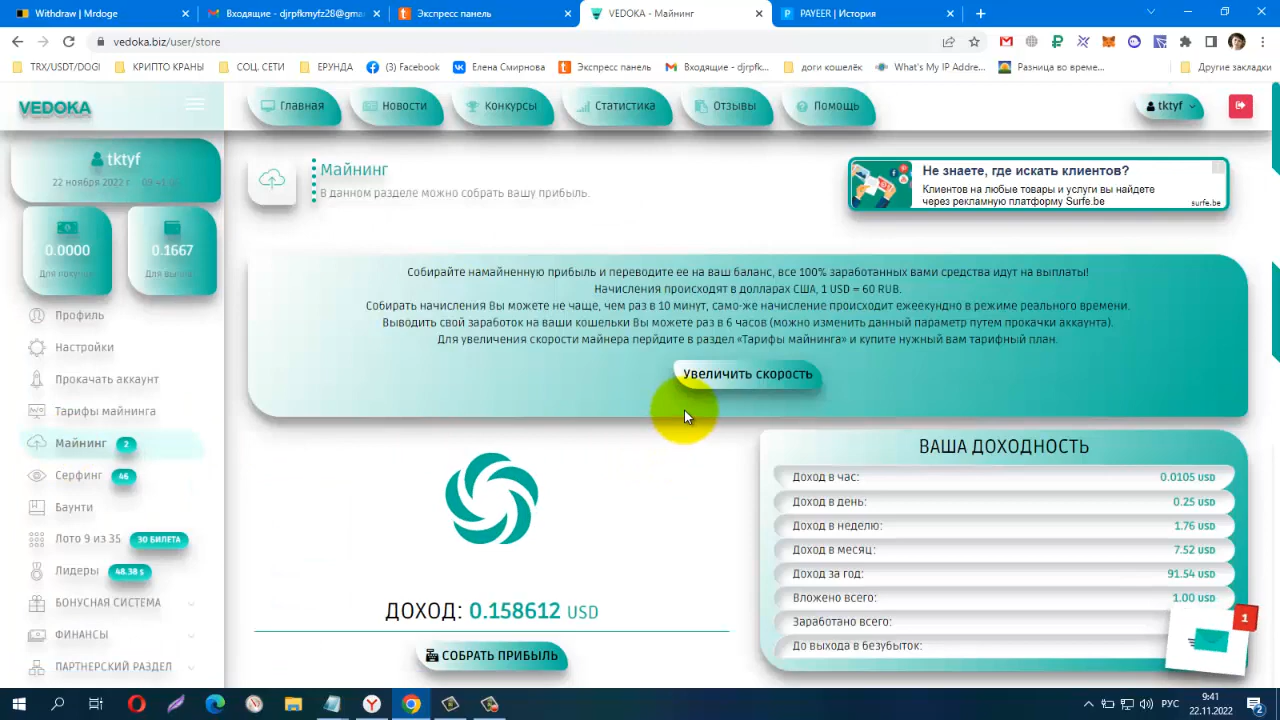 Withdraw | Mrdoge
Входящие - djrpfkmyfz28@gma
Экспресс панель
VEDOKA - Майнинг
PAYEER | История
vedoka.biz/user/store
TRX/USDT/DOGI
КРИПТО КРАНЫ
СОЦ. СЕТИ
ЕРУНДА
(3) Facebook
Елена Смирнова
Экспресс панель
Входящие - djrpfk...
доги кошелёк
What's My IP Addre...
Разница во време...
Другие закладки
VEDOKA
Главная
Новости
Конкурсы
Статистика
Отзывы
Помощь
tktyf
tktyf
22 ноября 2022 г.
0.0000
0.1667
Майнинг
В данном разделе можно собрать вашу прибыль.
Не знаете, где искать клиентов?
Клиентов на любые товары и услуги вы найдете
через рекламную платформу Surfe.be
surfe.be
Собирайте намайненную прибыль и переводите ее на ваш баланс, все 100% заработанных вами средства идут на выплаты!
Начисления происходят в долларах США, 1 USD = 60 RUB.
Собирать начисления Вы можете не чаще, чем раз в 10 минут, само-же начисление происходит ежеекундно в режиме реального времени.
Выводить свой заработок на ваши кошельки Вы можете раз в 6 часов (можно изменить данный параметр путем прокачки аккаунта).
Для увеличения скорости майнера перйдите в раздел «Тарифы майнинга» и купите нужный вам тарифный план.
Увеличить скорость
Профиль
Настройки
Прокачать аккаунт
Тарифы майнинга
Майнинг 2
Серфинг 46
Баунти
Лото 9 из 35 30 БИЛЕТА
Лидеры 48.38 $
БОНУСНАЯ СИСТЕМА
ФИНАНСЫ
ПАРТНЕРСКИЙ РАЗДЕЛ
ДОХОД: 0.158612 USD
СОБРАТЬ ПРИБЫЛЬ
ВАША ДОХОДНОСТЬ
Доход в час: 0.0105 USD
Доход в день: 0.25 USD
Доход в неделю: 1.76 USD
Доход в месяц: 7.52 USD
Доход за год: 91.54 USD
Вложено всего: 1.00 USD
Заработано всего:
До выхода в безубыток:
1
РУС
9:41
22.11.2022
2